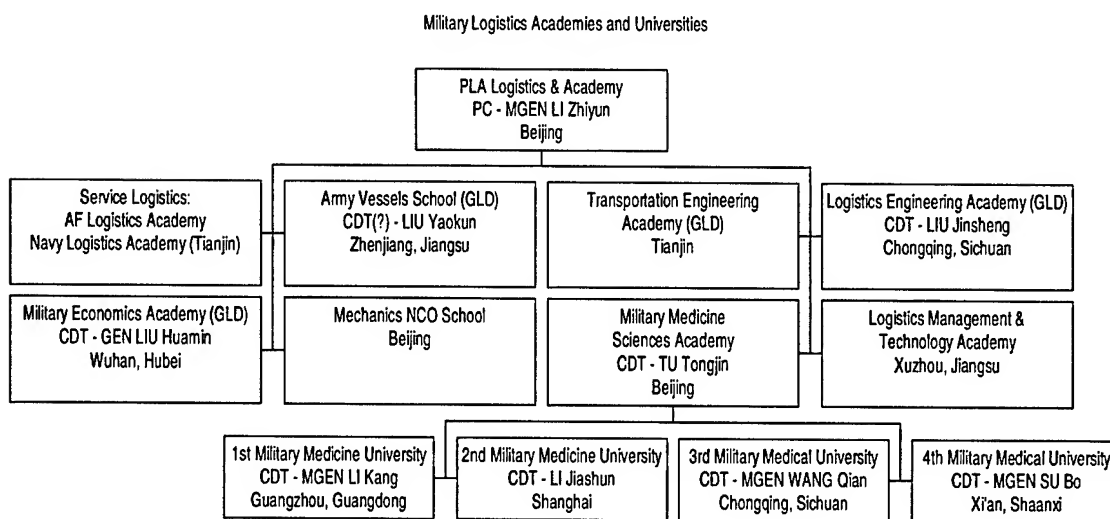 Military Logistics Academies and Universities
PLA Logistics & Academy
PC - MGEN LI Zhiyun
Beijing
Service Logistics:
AF Logistics Academy
Navy Logistics Academy (Tianjin)
Army Vessels School (GLD)
CDT(?) - LIU Yaokun
Zhenjiang, Jiangsu
Transportation Engineering
Academy (GLD)
Tianjin
Logistics Engineering Academy (GLD)
CDT - LIU Jinsheng
Chongqing, Sichuan
Military Economics Academy (GLD)
CDT - GEN LIU Huamin
Wuhan, Hubei
Mechanics NCO School
Beijing
Military Medicine
Sciences Academy
CDT - TU Tongjin
Beijing
Logistics Management &
Technology Academy
Xuzhou, Jiangsu
1st Military Medicine University
CDT - MGEN LI Kang
Guangzhou, Guangdong
2nd Military Medicine University
CDT - LI Jiashun
Shanghai
3rd Military Medical University
CDT - MGEN WANG Qian
Chongqing, Sichuan
4th Military Medical University
CDT - MGEN SU Bo
Xi'an, Shaanxi